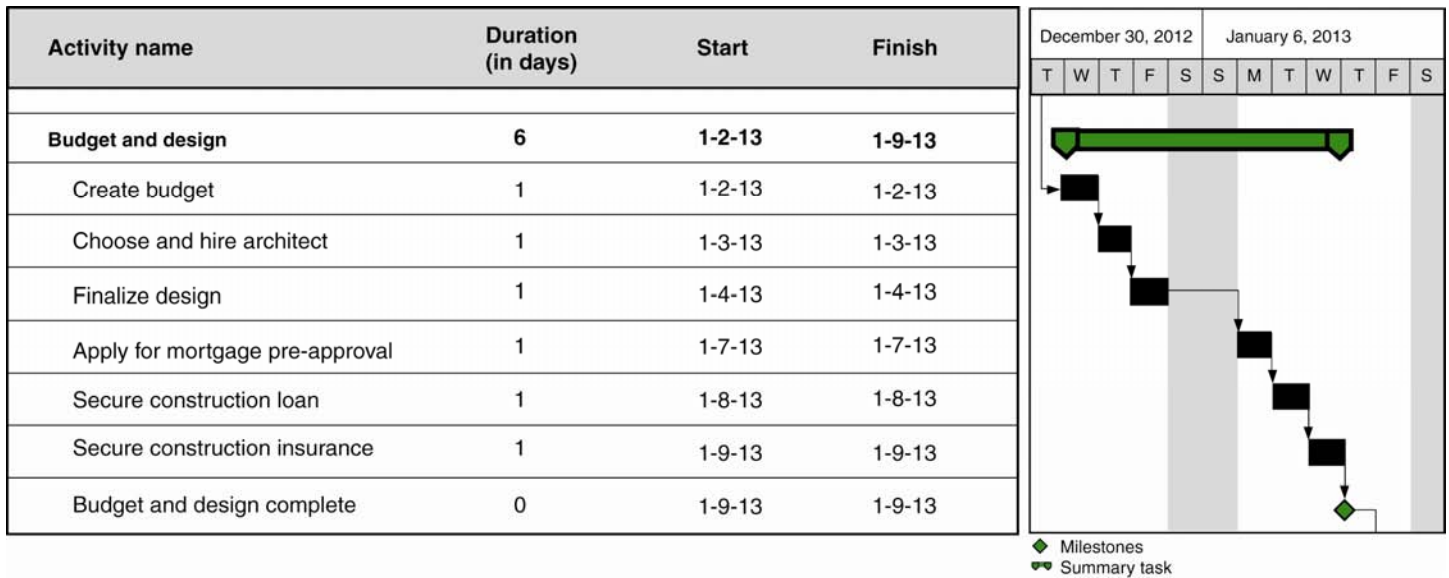 Activity name Duration (in days) Start Finish
December 30, 2012 January 6, 2013
T W T F S S M T W T F S
Budget and design 6 1-2-13 1-9-13
Create budget 1 1-2-13 1-2-13
Choose and hire architect 1 1-3-13 1-3-13
Finalize design 1 1-4-13 1-4-13
Apply for mortgage pre-approval 1 1-7-13 1-7-13
Secure construction loan 1 1-8-13 1-8-13
Secure construction insurance 1 1-9-13 1-9-13
Budget and design complete 0 1-9-13 1-9-13
Milestones
Summary task